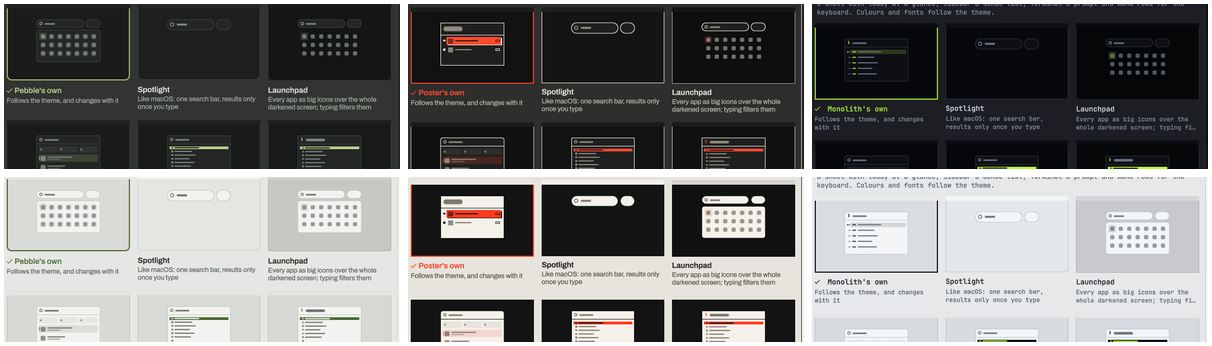 ✓ Pebble's own
Follows the theme, and changes with it
Spotlight
Like macOS: one search bar, results only
once you type
Launchpad
Every app as big icons over the whole
darkened screen; typing filters them
✓ Poster's own
Follows the theme, and changes with it
Spotlight
Like macOS: one search bar, results only
once you type
Launchpad
Every app as big icons over the whole
darkened screen; typing filters them
keyboard. Colours and fonts follow the theme.
✓ Monolith's own
Follows the theme, and changes
with it
Spotlight
Like macOS: one search bar,
results only once you type
Launchpad
Every app as big icons over the
whole darkened screen; typing fi…
✓ Pebble's own
Follows the theme, and changes with it
Spotlight
Like macOS: one search bar, results only
once you type
Launchpad
Every app as big icons over the whole
darkened screen; typing filters them
✓ Poster's own
Follows the theme, and changes with it
Spotlight
Like macOS: one search bar, results only
once you type
Launchpad
Every app as big icons over the whole
darkened screen; typing filters them
keyboard. Colours and fonts follow the theme.
✓ Monolith's own
Follows the theme, and changes
with it
Spotlight
Like macOS: one search bar,
results only once you type
Launchpad
Every app as big icons over the
whole darkened screen; typing fi…